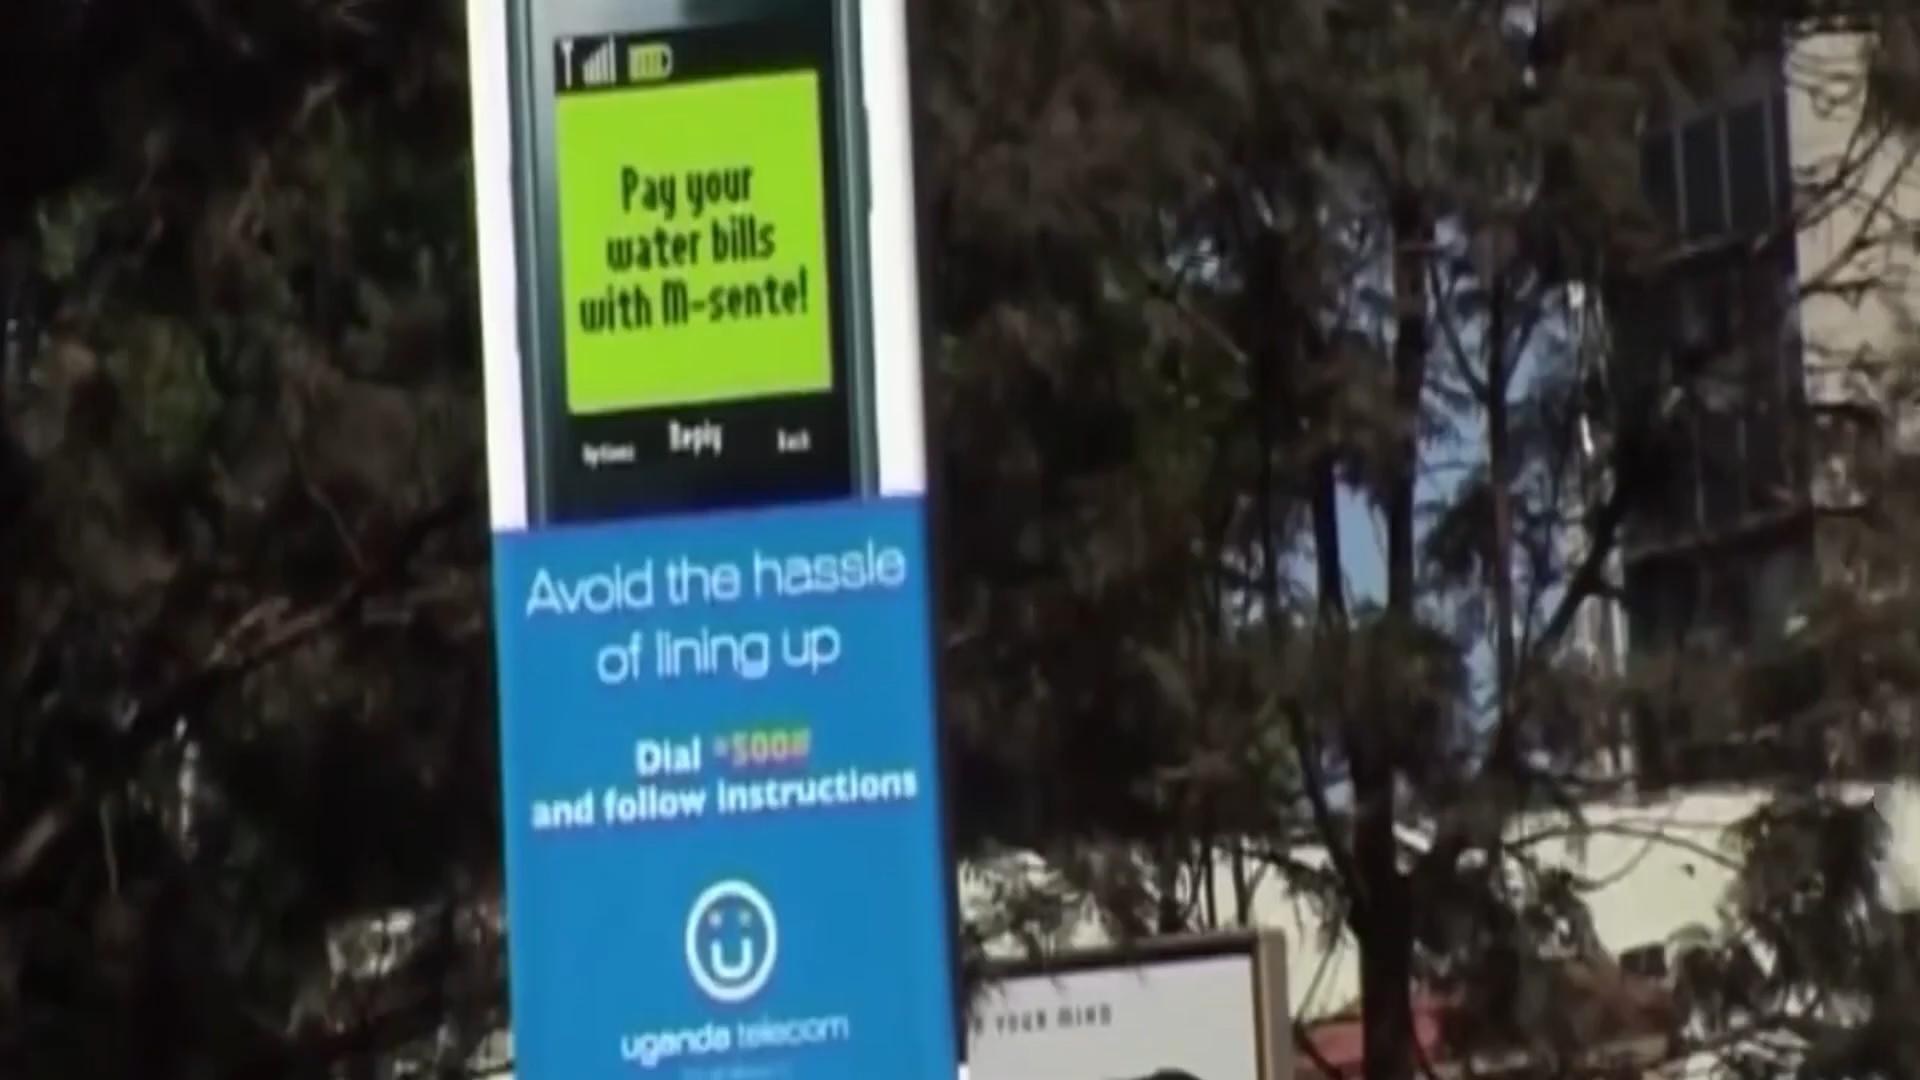 Pay your
water bills
with M-sente!
Options Reply Back
Avoid the hassle
of lining up
Dial *500#
and follow instructions
uganda telecom
YOUR MIND